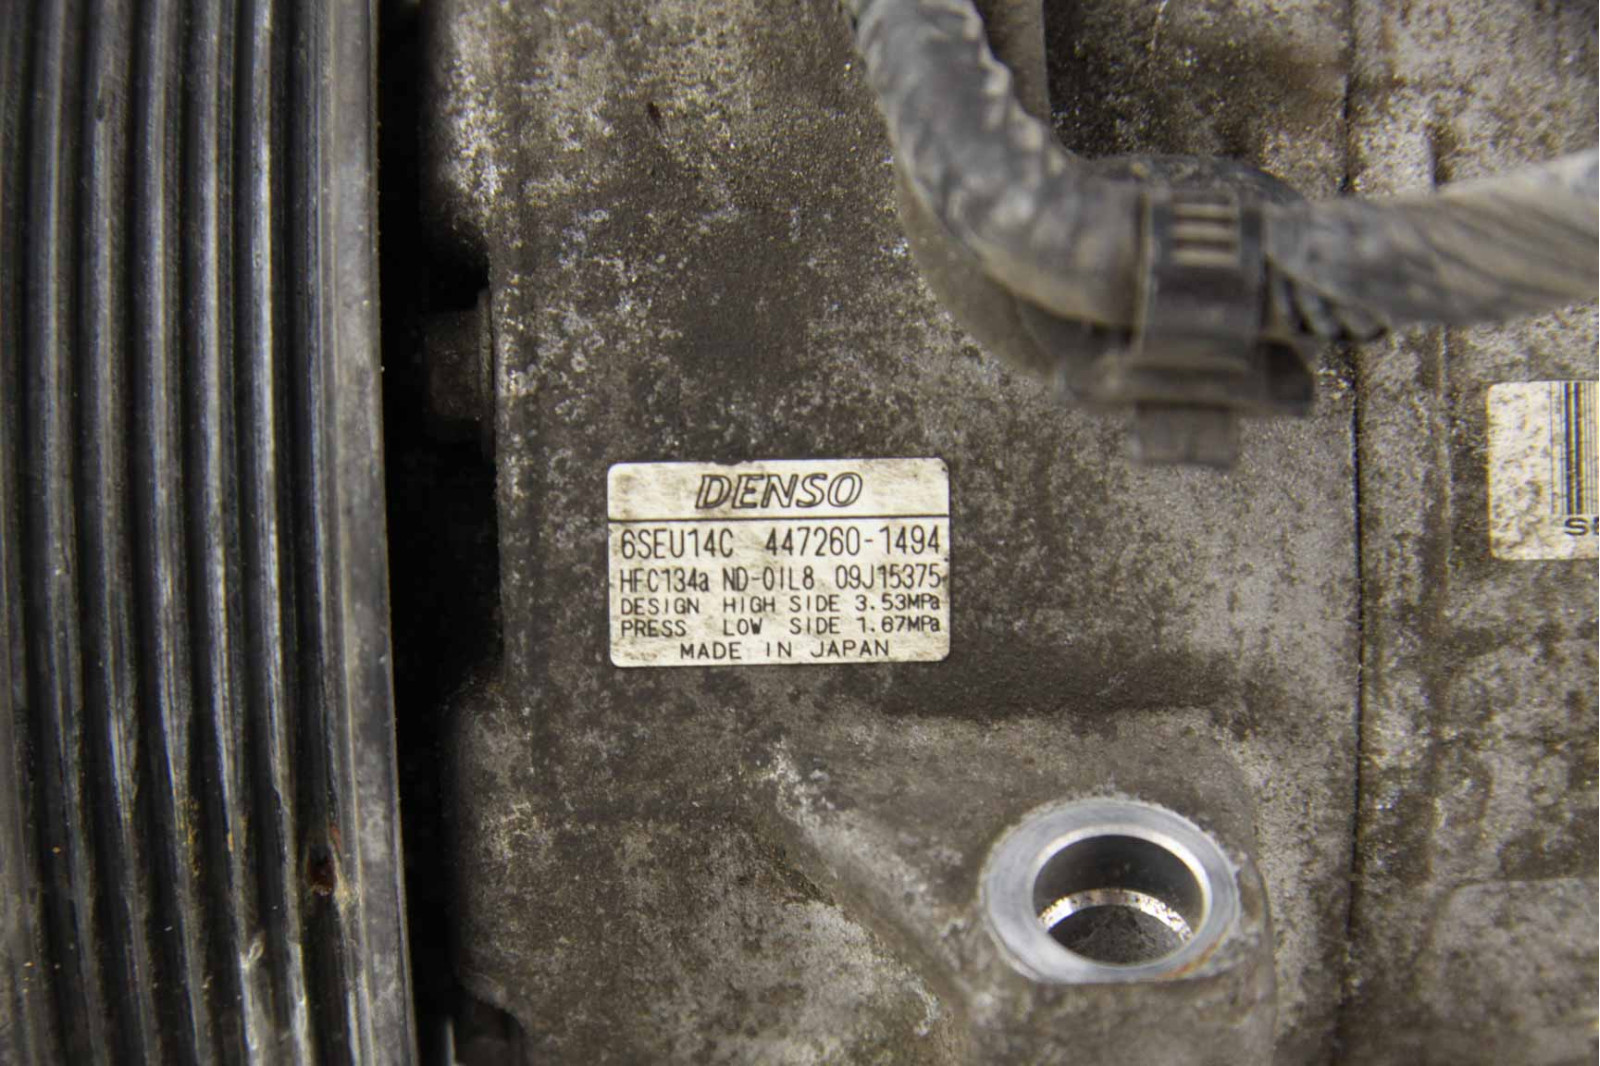 DENSO
6SEU14C 447260-1494
HFC134a ND-OIL8 09J15375
DESIGN HIGH SIDE 3.53MPa
PRESS LOW SIDE 1.67MPa
MADE IN JAPAN